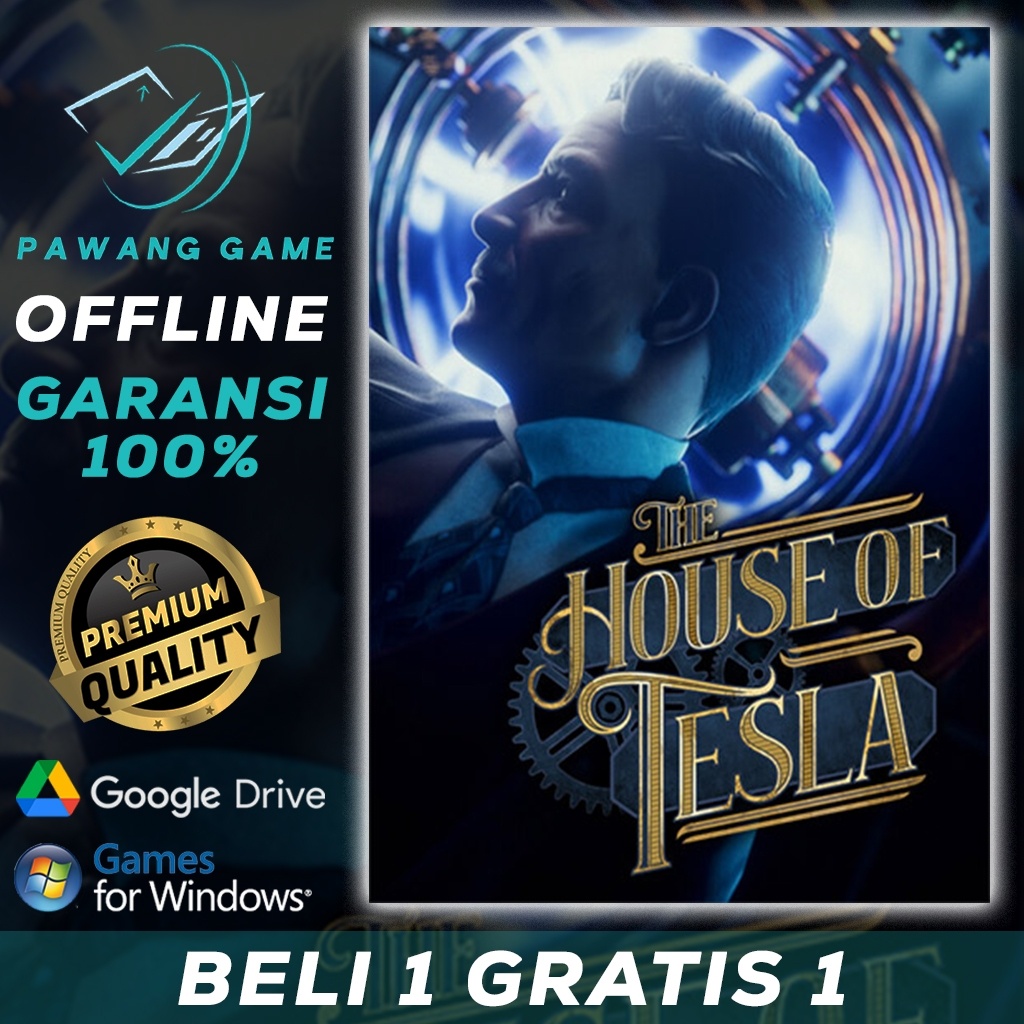 PAWANG GAME
OFFLINE
GARANSI
100%
PREMIUM QUALITY
PREMIUM
QUALITY
Google Drive
Games
for Windows®
THE
HOUSE OF
TESLA
BELI 1 GRATIS 1